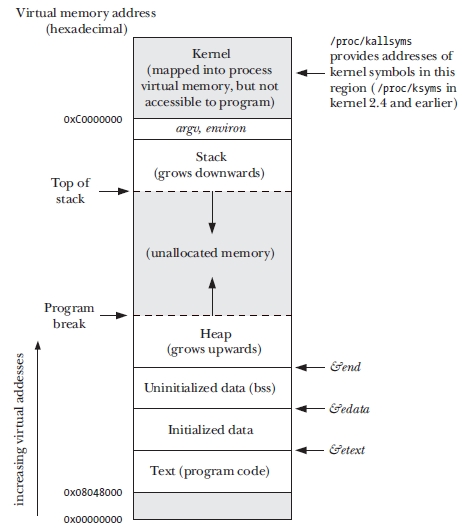 Virtual memory address
(hexadecimal)
Kernel
(mapped into process
virtual memory, but not
accessible to program)
/proc/kallsyms
provides addresses of
kernel symbols in this
region (/proc/ksyms in
kernel 2.4 and earlier)
0xC0000000
argv, environ
Stack
(grows downwards)
Top of
stack
(unallocated memory)
Program
break
Heap
(grows upwards)
&end
Uninitialized data (bss)
&edata
Initialized data
&etext
Text (program code)
0x08048000
0x00000000
increasing virtual addesses